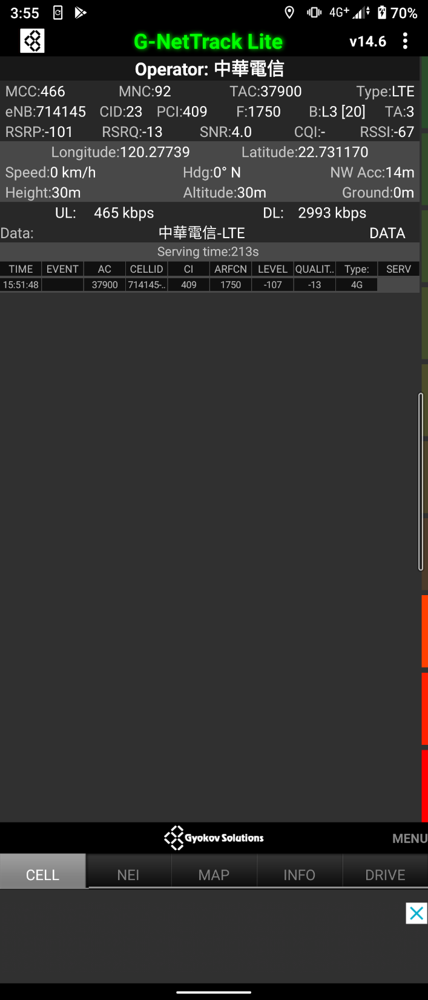 3:55 4G+ 70%
G-NetTrack Lite v14.6
Operator: 中華電信
MCC:466 MNC:92 TAC:37900 Type:LTE
eNB:714145 CID:23 PCI:409 F:1750 B:L3 [20] TA:3
RSRP:-101 RSRQ:-13 SNR:4.0 CQI:- RSSI:-67
Longitude:120.27739 Latitude:22.731170
Speed:0 km/h Hdg:0° N NW Acc:14m
Height:30m Altitude:30m Ground:0m
UL: 465 kbps DL: 2993 kbps
Data: 中華電信-LTE DATA
Serving time:213s
TIME EVENT AC CELLID CI ARFCN LEVEL QUALIT.. Type: SERV
15:51:48 37900 714145-.. 409 1750 -107 -13 4G
Gyokov Solutions MENU
CELL NEI MAP INFO DRIVE